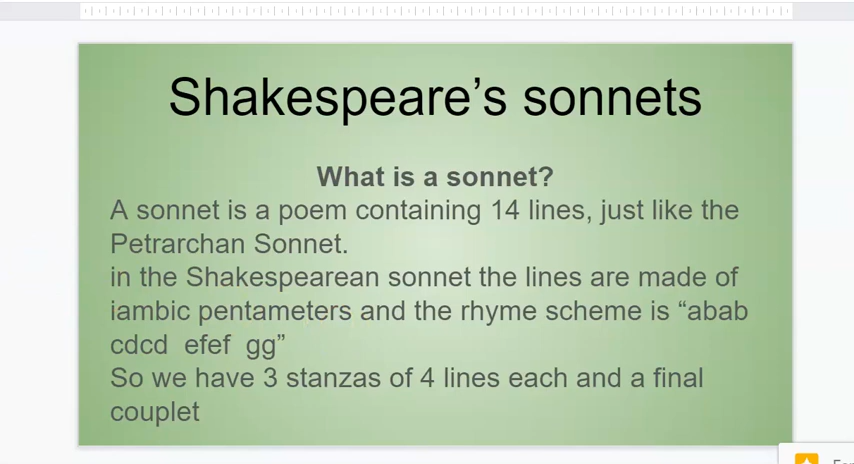 Shakespeare’s sonnets
What is a sonnet?
A sonnet is a poem containing 14 lines, just like the
Petrarchan Sonnet.
in the Shakespearean sonnet the lines are made of
iambic pentameters and the rhyme scheme is “abab
cdcd  efef  gg”
So we have 3 stanzas of 4 lines each and a final
couplet